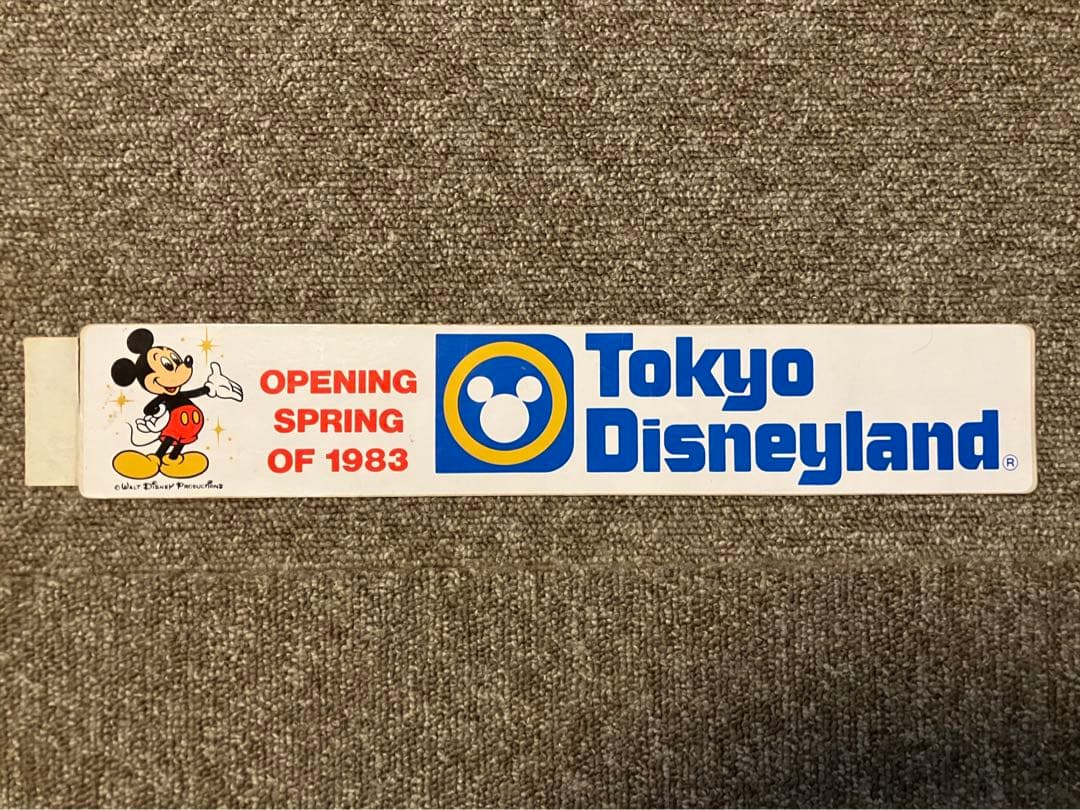 OPENING
SPRING
OF 1983
Tokyo
Disneyland ®
© WALT DISNEY PRODUCTIONS